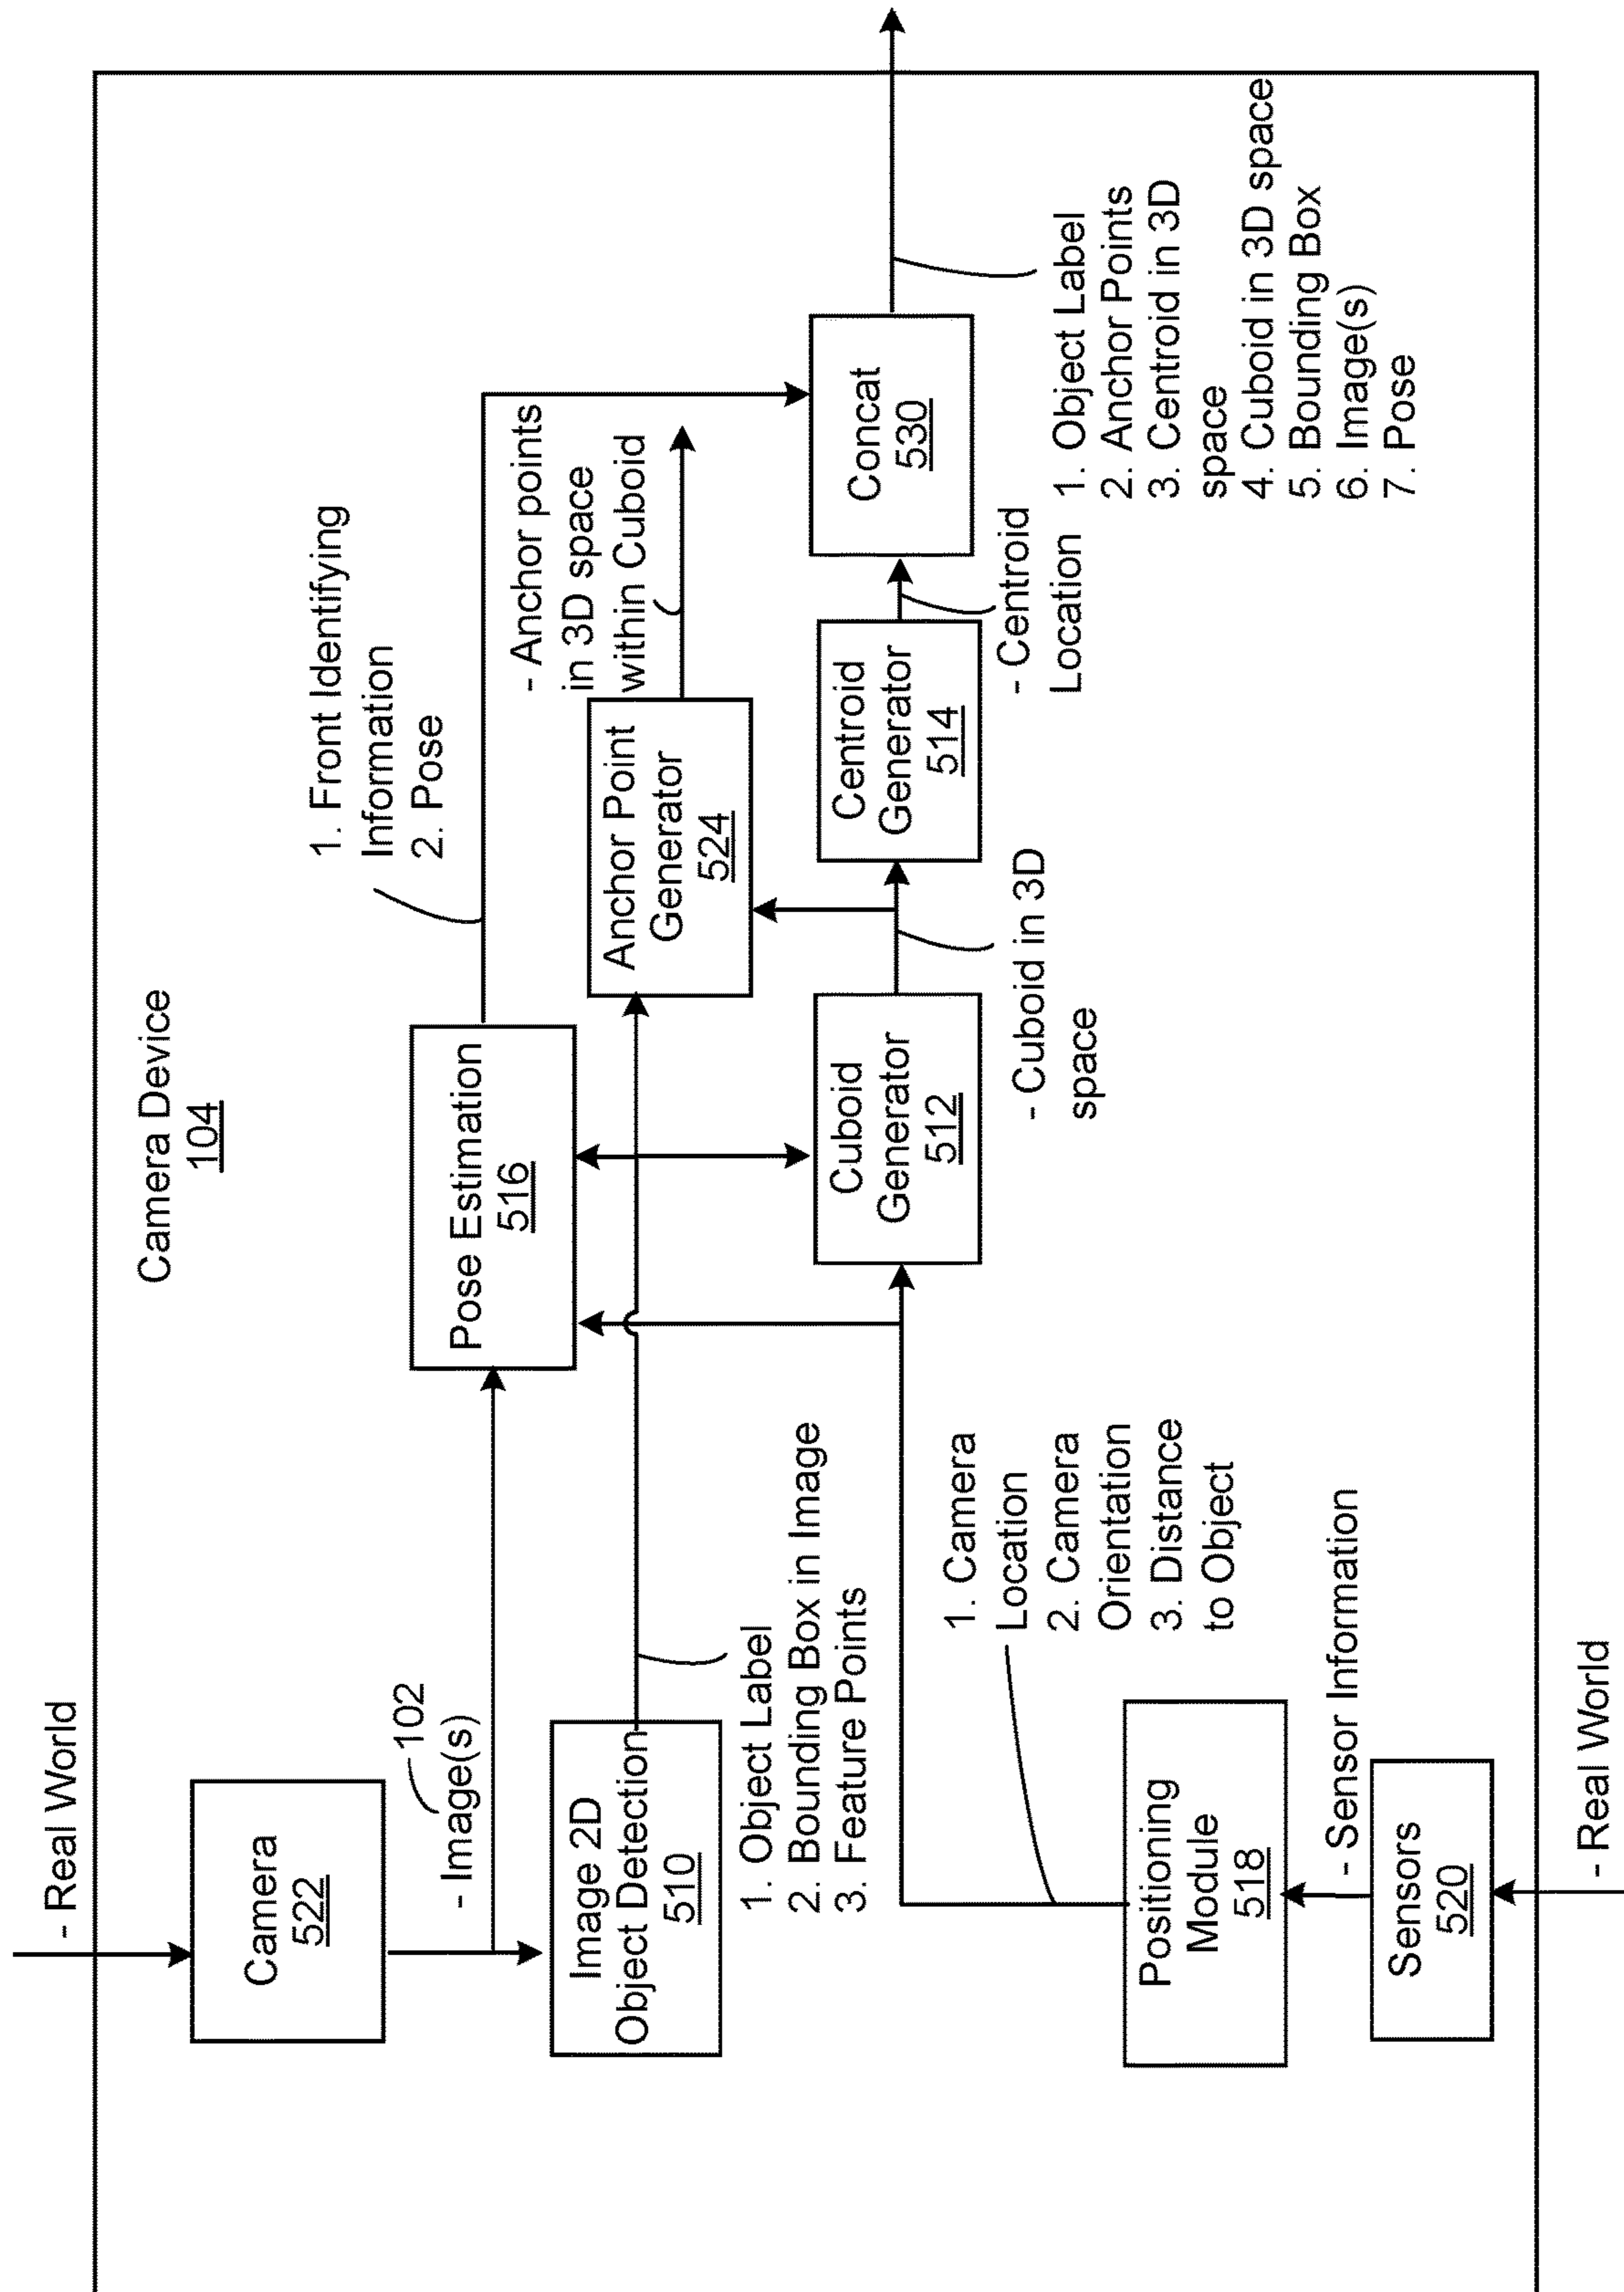 Camera Device
104
- Real World
Camera
522
102
- Image(s)
Image 2D
Object Detection
510
1. Object Label
2. Bounding Box in Image
3. Feature Points
Pose Estimation
516
1. Front Identifying
Information
2. Pose
Anchor Point
Generator
524
- Anchor points
in 3D space
within Cuboid
Cuboid
Generator
512
- Cuboid in 3D
space
Centroid
Generator
514
- Centroid
Location
Concat
530
1. Object Label
2. Anchor Points
3. Centroid in 3D
space
4. Cuboid in 3D space
5. Bounding Box
6. Image(s)
7. Pose
1. Camera
Location
2. Camera
Orientation
3. Distance
to Object
Positioning
Module
518
- Sensor Information
Sensors
520
- Real World